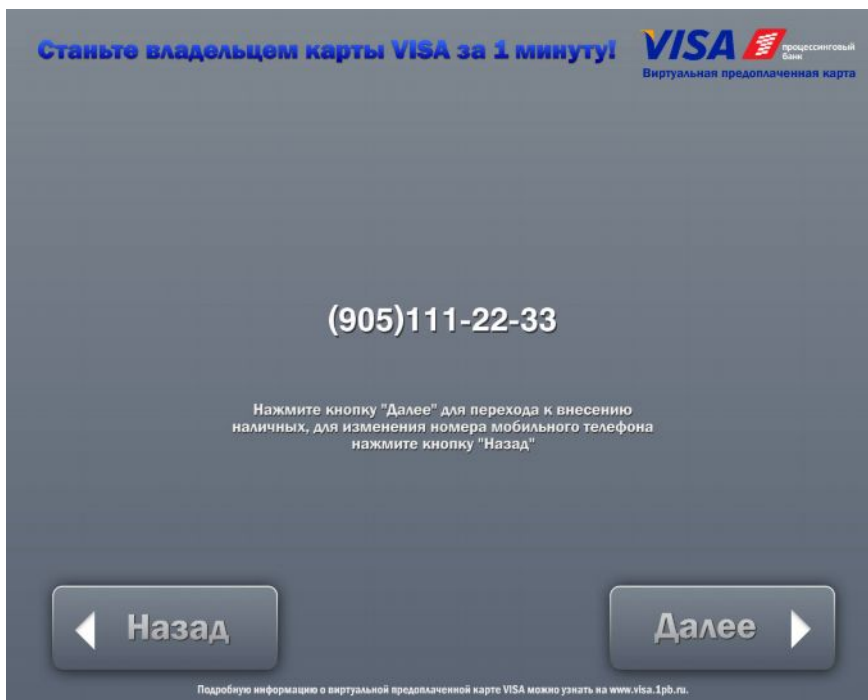 Станьте владельцем карты VISA за 1 минуту!
VISA
процессинговый
банк
Виртуальная предоплаченная карта
(905)111-22-33
Нажмите кнопку "Далее" для перехода к внесению
наличных, для изменения номера мобильного телефона
нажмите кнопку "Назад"
Назад
Далее
Подробную информацию о виртуальной предоплаченной карте VISA можно узнать на www.visa.1pb.ru.